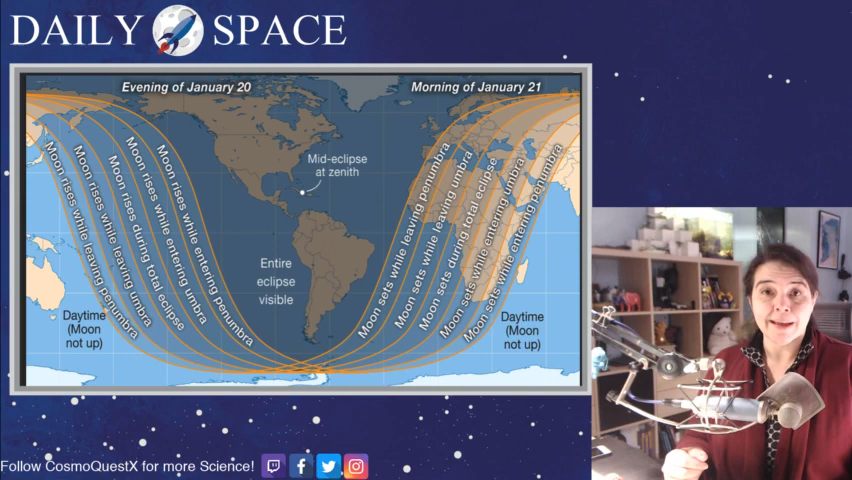 DAILY SPACE
Evening of January 20
Morning of January 21
Mid-eclipse
at zenith
Moon rises while leaving penumbra
Moon rises while leaving umbra
Moon rises during total eclipse
Moon rises while entering umbra
Moon rises while entering penumbra
Entire
eclipse
visible
Moon sets while leaving penumbra
Moon sets while leaving umbra
Moon sets during total eclipse
Moon sets while entering umbra
Moon sets while entering penumbra
Daytime
(Moon
not up)
Daytime
(Moon
not up)
Follow CosmoQuestX for more Science!